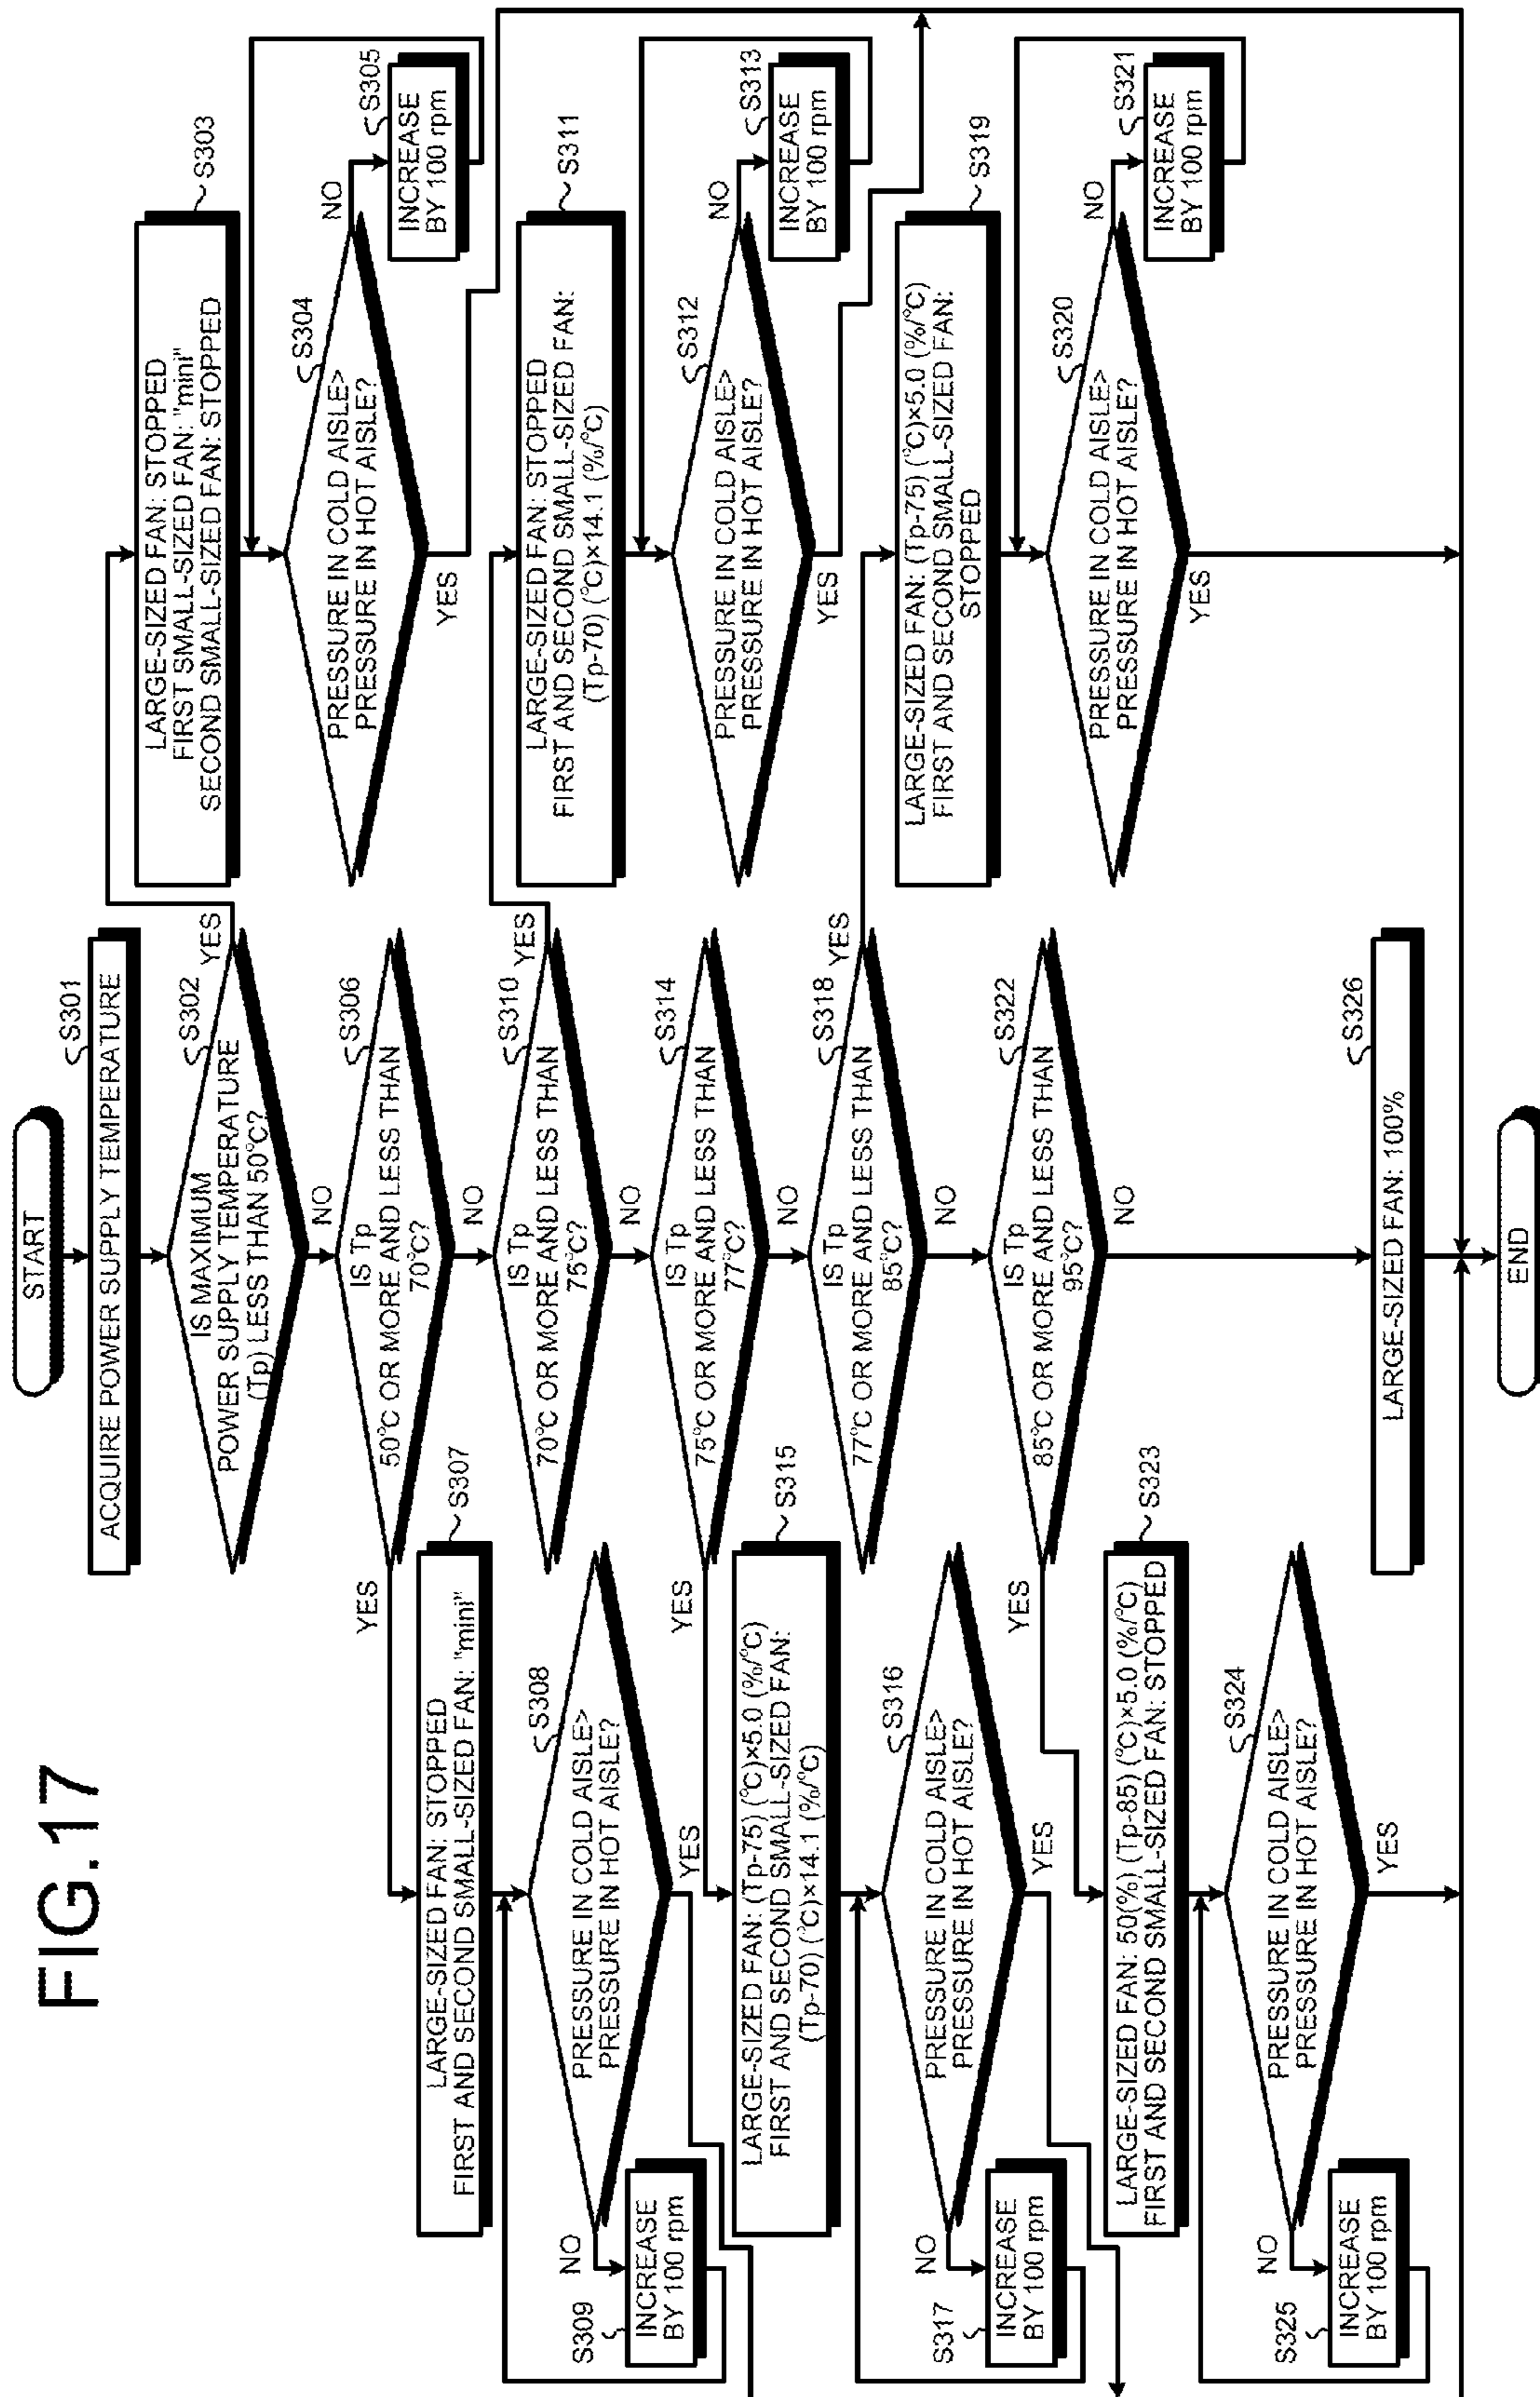 FIG.17
START
S301
ACQUIRE POWER SUPPLY TEMPERATURE
S302
IS MAXIMUM
POWER SUPPLY TEMPERATURE
(Tp) LESS THAN 50°C?
YES
NO
S303
LARGE-SIZED FAN: STOPPED
FIRST SMALL-SIZED FAN: "mini"
SECOND SMALL-SIZED FAN: STOPPED
S304
PRESSURE IN COLD AISLE>
PRESSURE IN HOT AISLE?
NO
YES
S305
INCREASE
BY 100 rpm
S306
IS Tp
50°C OR MORE AND LESS THAN
70°C?
YES
NO
S307
LARGE-SIZED FAN: STOPPED
FIRST AND SECOND SMALL-SIZED FAN: "mini"
S308
PRESSURE IN COLD AISLE>
PRESSURE IN HOT AISLE?
NO
YES
S309
INCREASE
BY 100 rpm
S310
IS Tp
70°C OR MORE AND LESS THAN
75°C?
YES
NO
S311
LARGE-SIZED FAN: STOPPED
FIRST AND SECOND SMALL-SIZED FAN:
(Tp-70) (°C)×14.1 (%/°C)
S312
PRESSURE IN COLD AISLE>
PRESSURE IN HOT AISLE?
NO
YES
S313
INCREASE
BY 100 rpm
S314
IS Tp
75°C OR MORE AND LESS THAN
77°C?
YES
NO
S315
LARGE-SIZED FAN: (Tp-75) (°C)×5.0 (%/°C)
FIRST AND SECOND SMALL-SIZED FAN:
(Tp-70) (°C)×14.1 (%/°C)
S316
PRESSURE IN COLD AISLE>
PRESSURE IN HOT AISLE?
NO
YES
S317
INCREASE
BY 100 rpm
S318
IS Tp
77°C OR MORE AND LESS THAN
85°C?
YES
NO
S319
LARGE-SIZED FAN: (Tp-75) (°C)×5.0 (%/°C)
FIRST AND SECOND SMALL-SIZED FAN:
STOPPED
S320
PRESSURE IN COLD AISLE>
PRESSURE IN HOT AISLE?
NO
YES
S321
INCREASE
BY 100 rpm
S322
IS Tp
85°C OR MORE AND LESS THAN
95°C?
YES
NO
S323
LARGE-SIZED FAN: 50(%) (Tp-85) (°C)×5.0 (%/°C)
FIRST AND SECOND SMALL-SIZED FAN: STOPPED
S324
PRESSURE IN COLD AISLE>
PRESSURE IN HOT AISLE?
NO
YES
S325
INCREASE
BY 100 rpm
S326
LARGE-SIZED FAN: 100%
END